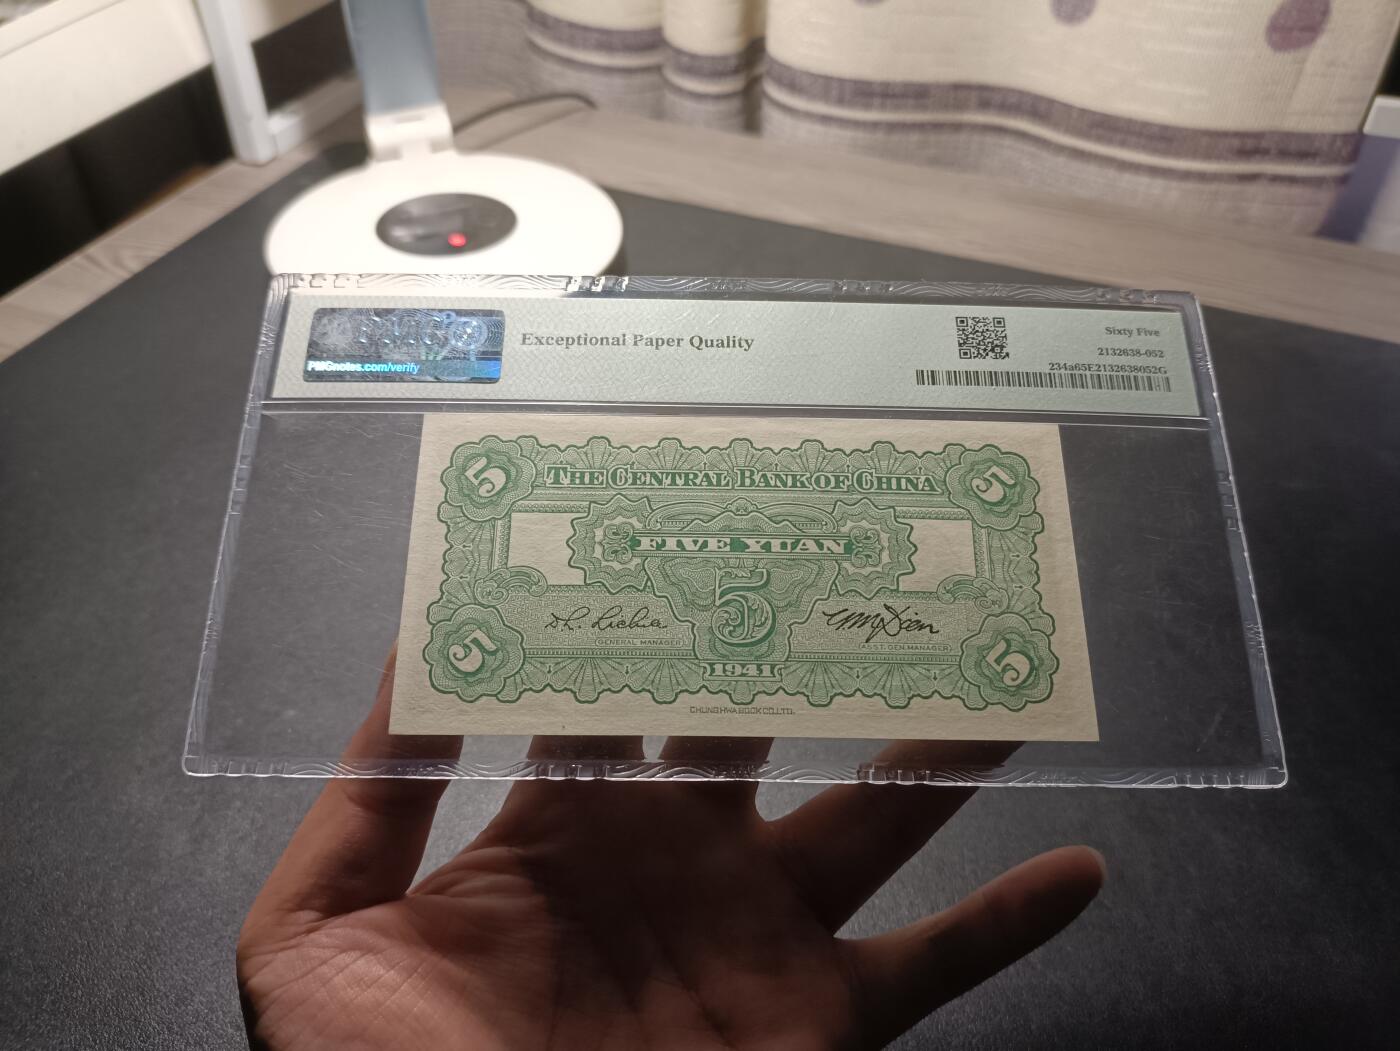 PMG
PMGnotes.com/verify
Exceptional Paper Quality
Sixty Five
2132638-052
234a65E2132638052G
5
THE CENTRAL BANK OF CHINA
5
FIVE YUAN
5
GENERAL MANAGER
ASST. GEN. MANAGER
5
5
1941
CHUNG HWA BOOK CO., LTD.